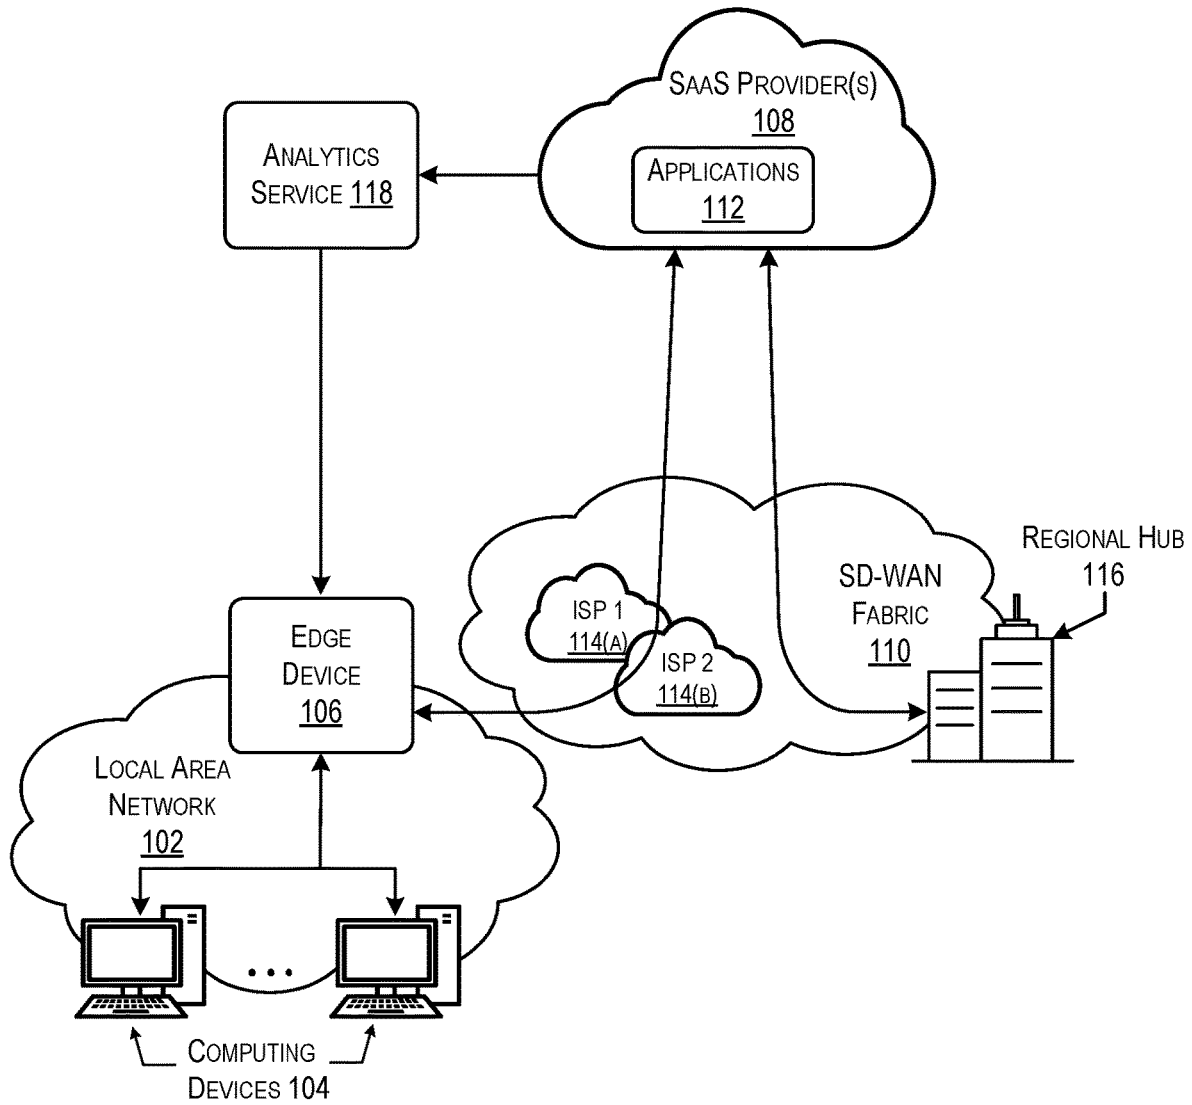 SAAS PROVIDER(S)
108
APPLICATIONS
112
ANALYTICS
SERVICE 118
REGIONAL HUB
116
SD-WAN
FABRIC
110
ISP 1
114(A)
ISP 2
114(B)
EDGE
DEVICE
106
LOCAL AREA
NETWORK
102
...
COMPUTING
DEVICES 104